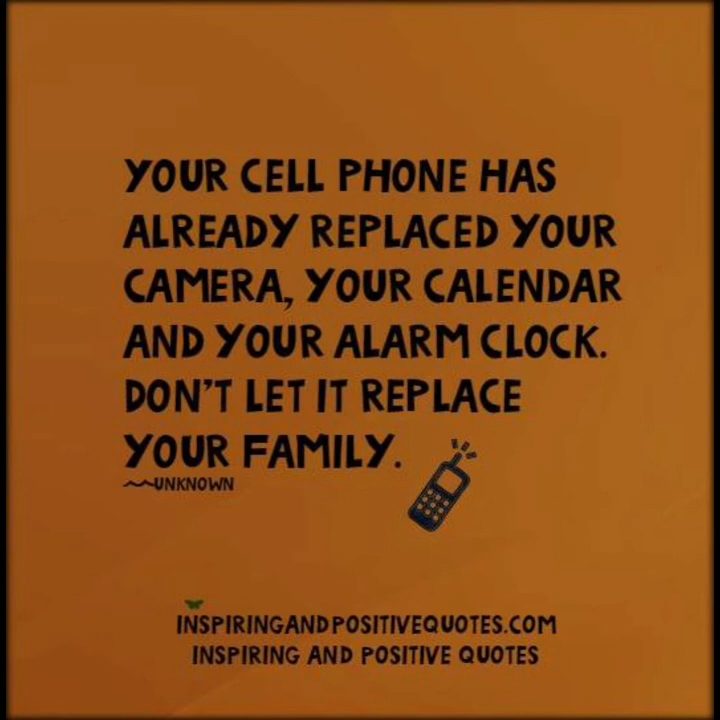 YOUR CELL PHONE HAS
ALREADY REPLACED YOUR
CAMERA, YOUR CALENDAR
AND YOUR ALARM CLOCK.
DON'T LET IT REPLACE
YOUR FAMILY.
~~UNKNOWN
INSPIRINGANDPOSITIVEQUOTES.COM
INSPIRING AND POSITIVE QUOTES